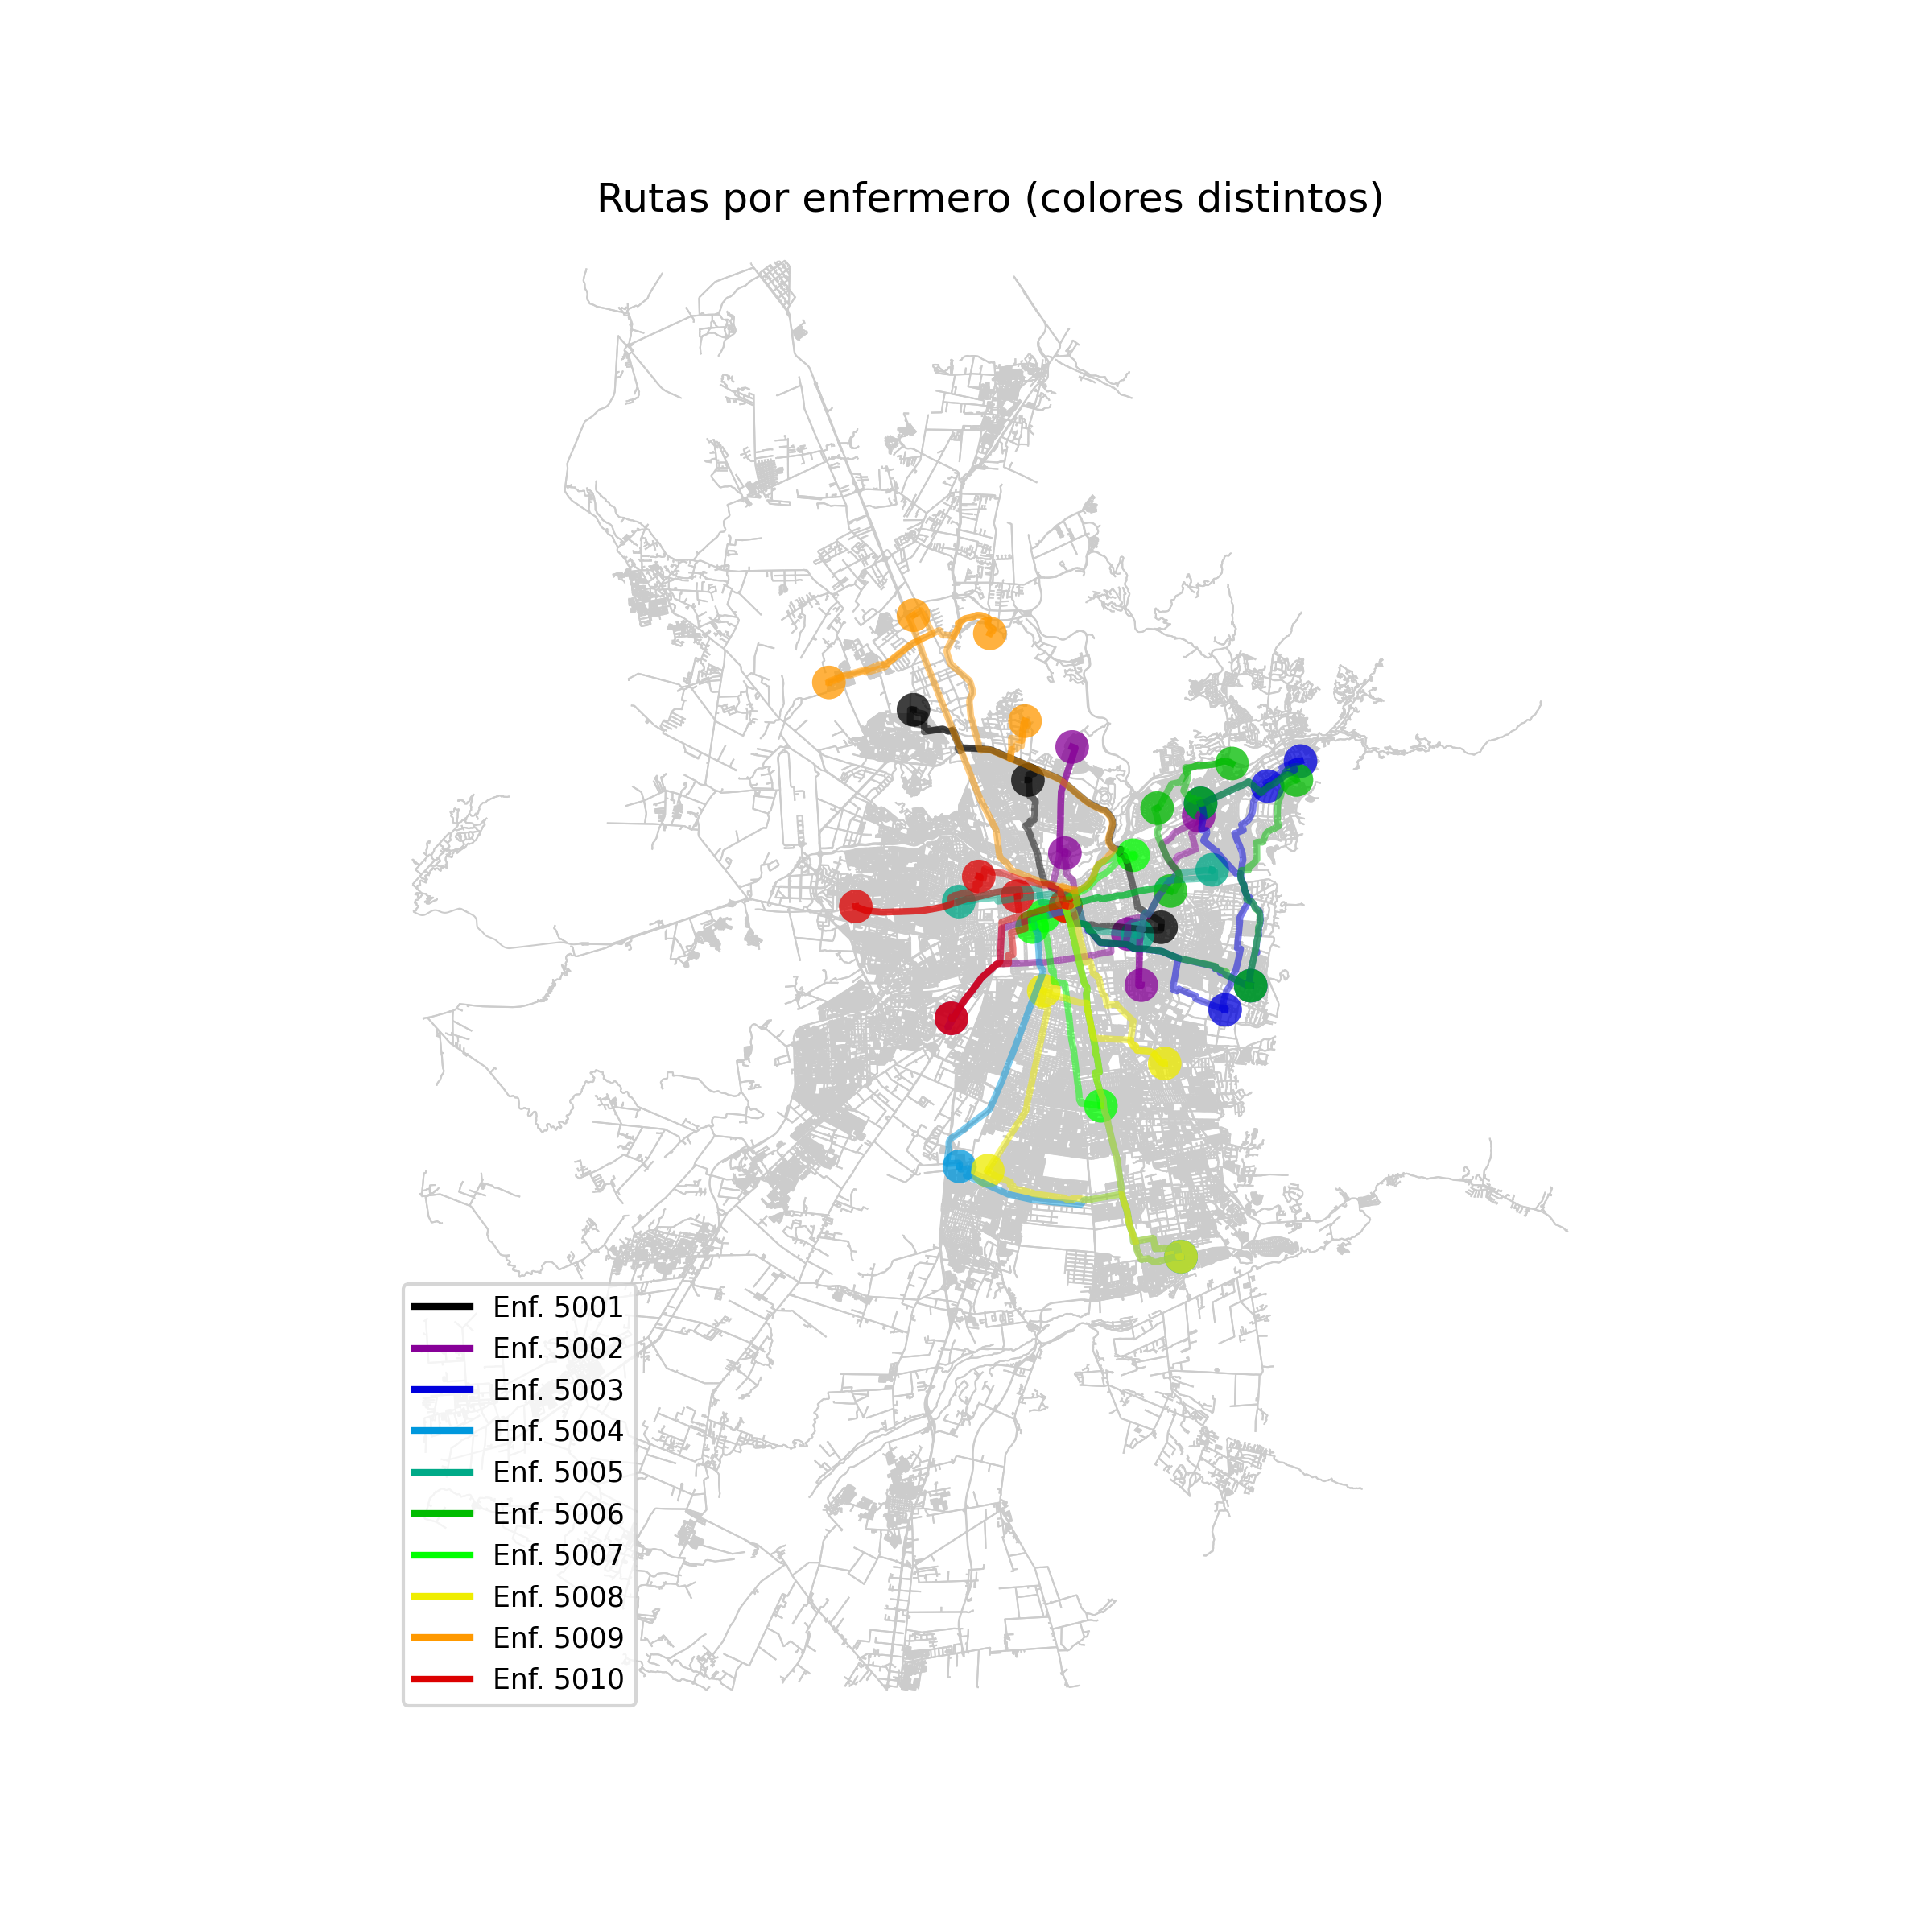 Rutas por enfermero (colores distintos)
Enf. 5001
Enf. 5002
Enf. 5003
Enf. 5004
Enf. 5005
Enf. 5006
Enf. 5007
Enf. 5008
Enf. 5009
Enf. 5010